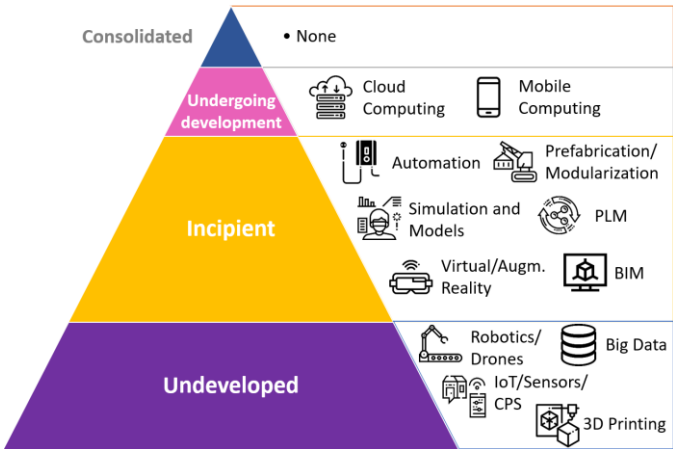 Consolidated
• None
Undergoing
development
Cloud
Computing
Mobile
Computing
Incipient
Automation
Prefabrication/
Modularization
Simulation and
Models
PLM
Virtual/Augm.
Reality
BIM
Undeveloped
Robotics/
Drones
Big Data
IoT/Sensors/
CPS
3D Printing